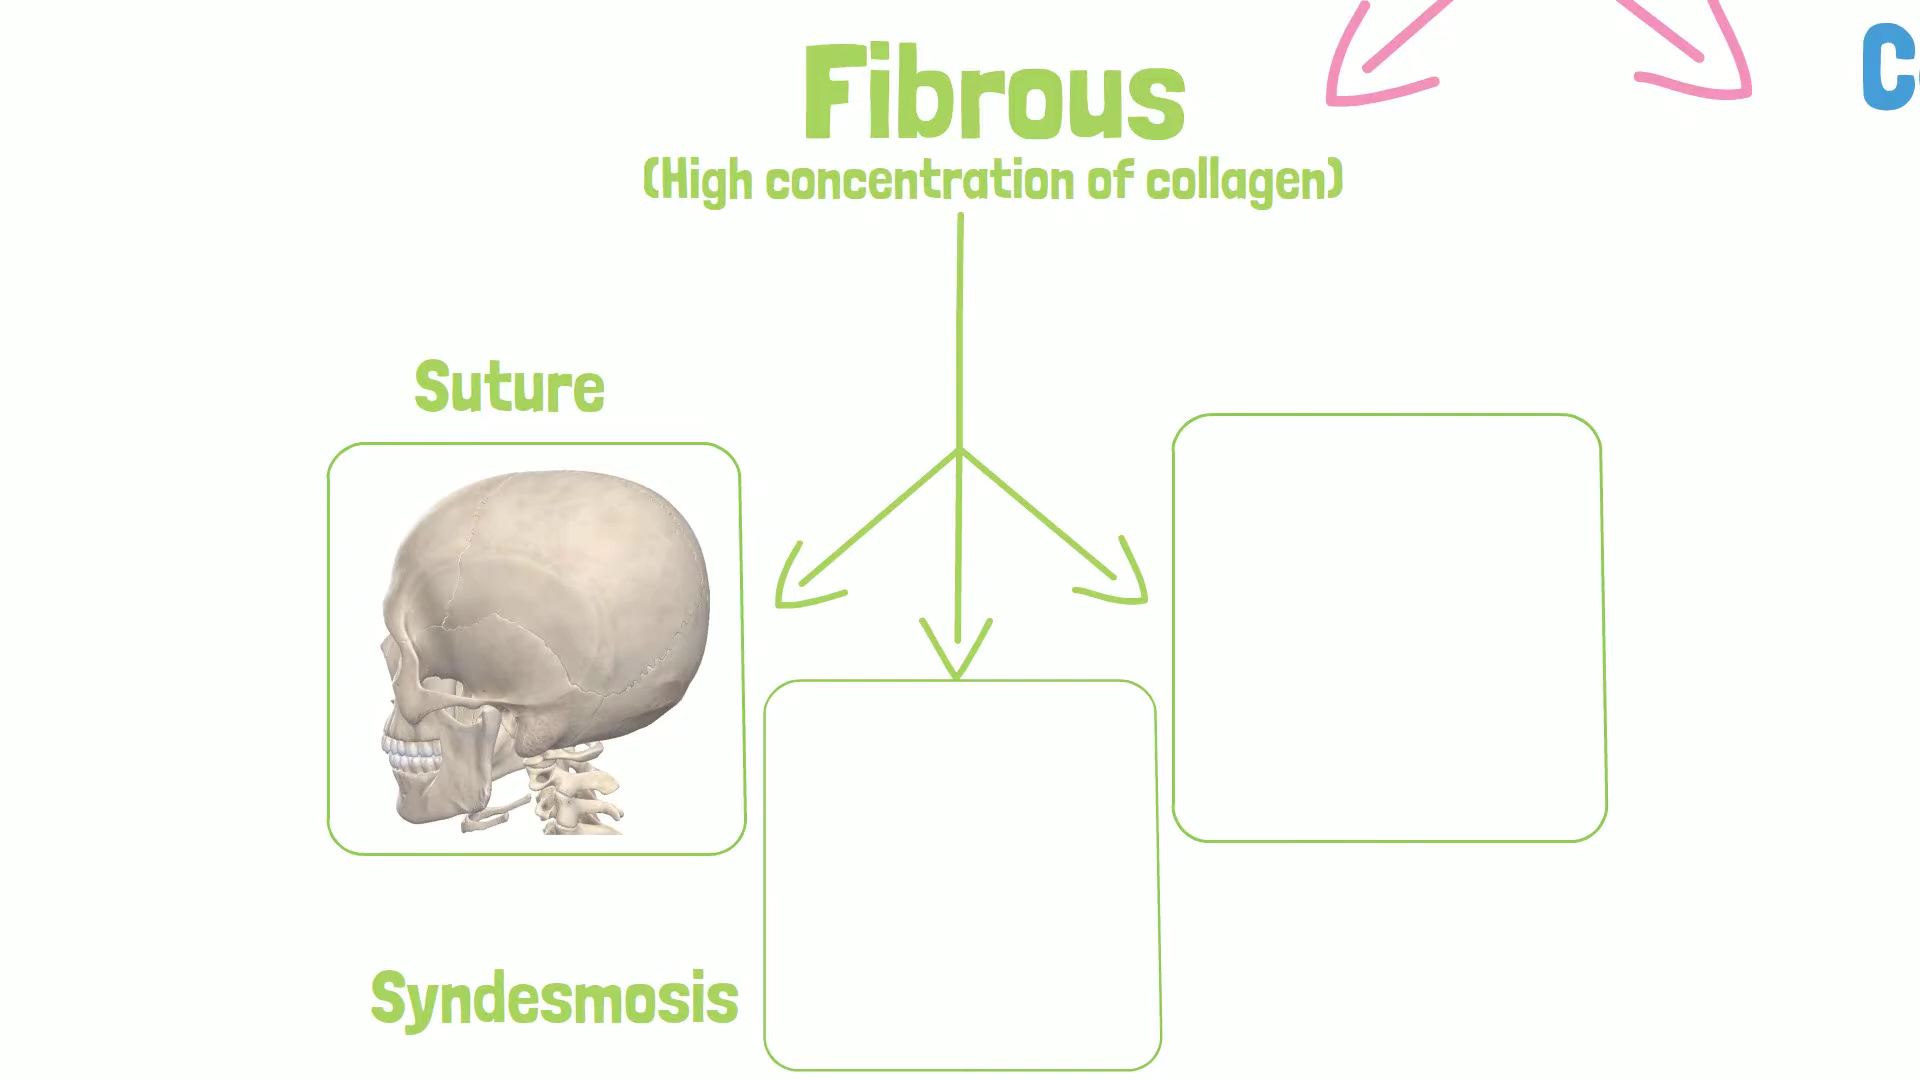 Fibrous
(High concentration of collagen)
Suture
Syndesmosis